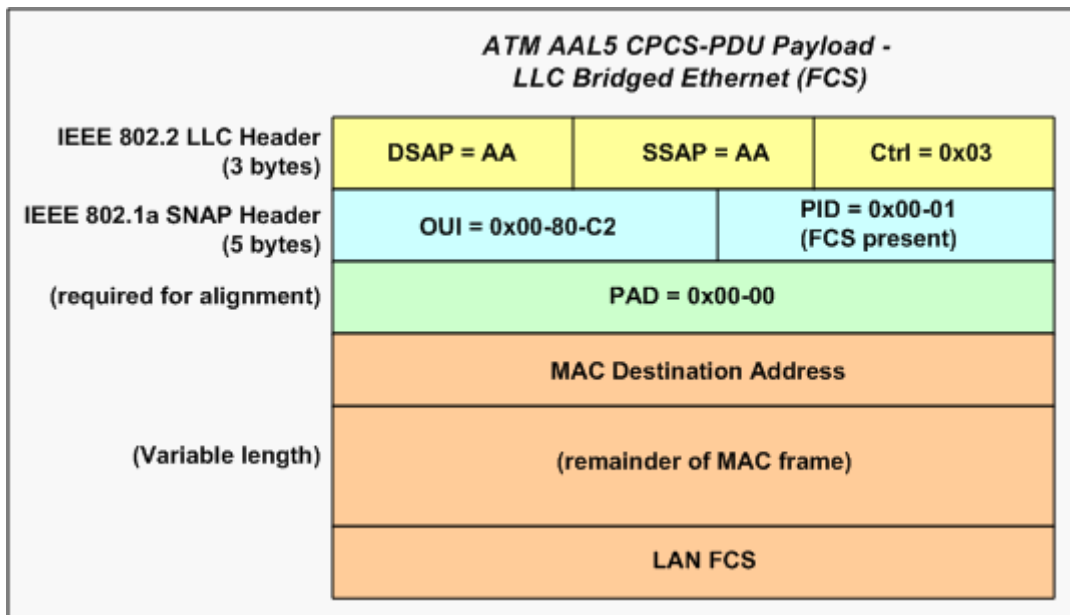 ATM AAL5 CPCS-PDU Payload -
LLC Bridged Ethernet (FCS)
IEEE 802.2 LLC Header
(3 bytes)
DSAP = AA
SSAP = AA
Ctrl = 0x03
IEEE 802.1a SNAP Header
(5 bytes)
OUI = 0x00-80-C2
PID = 0x00-01
(FCS present)
(required for alignment)
PAD = 0x00-00
MAC Destination Address
(Variable length)
(remainder of MAC frame)
LAN FCS